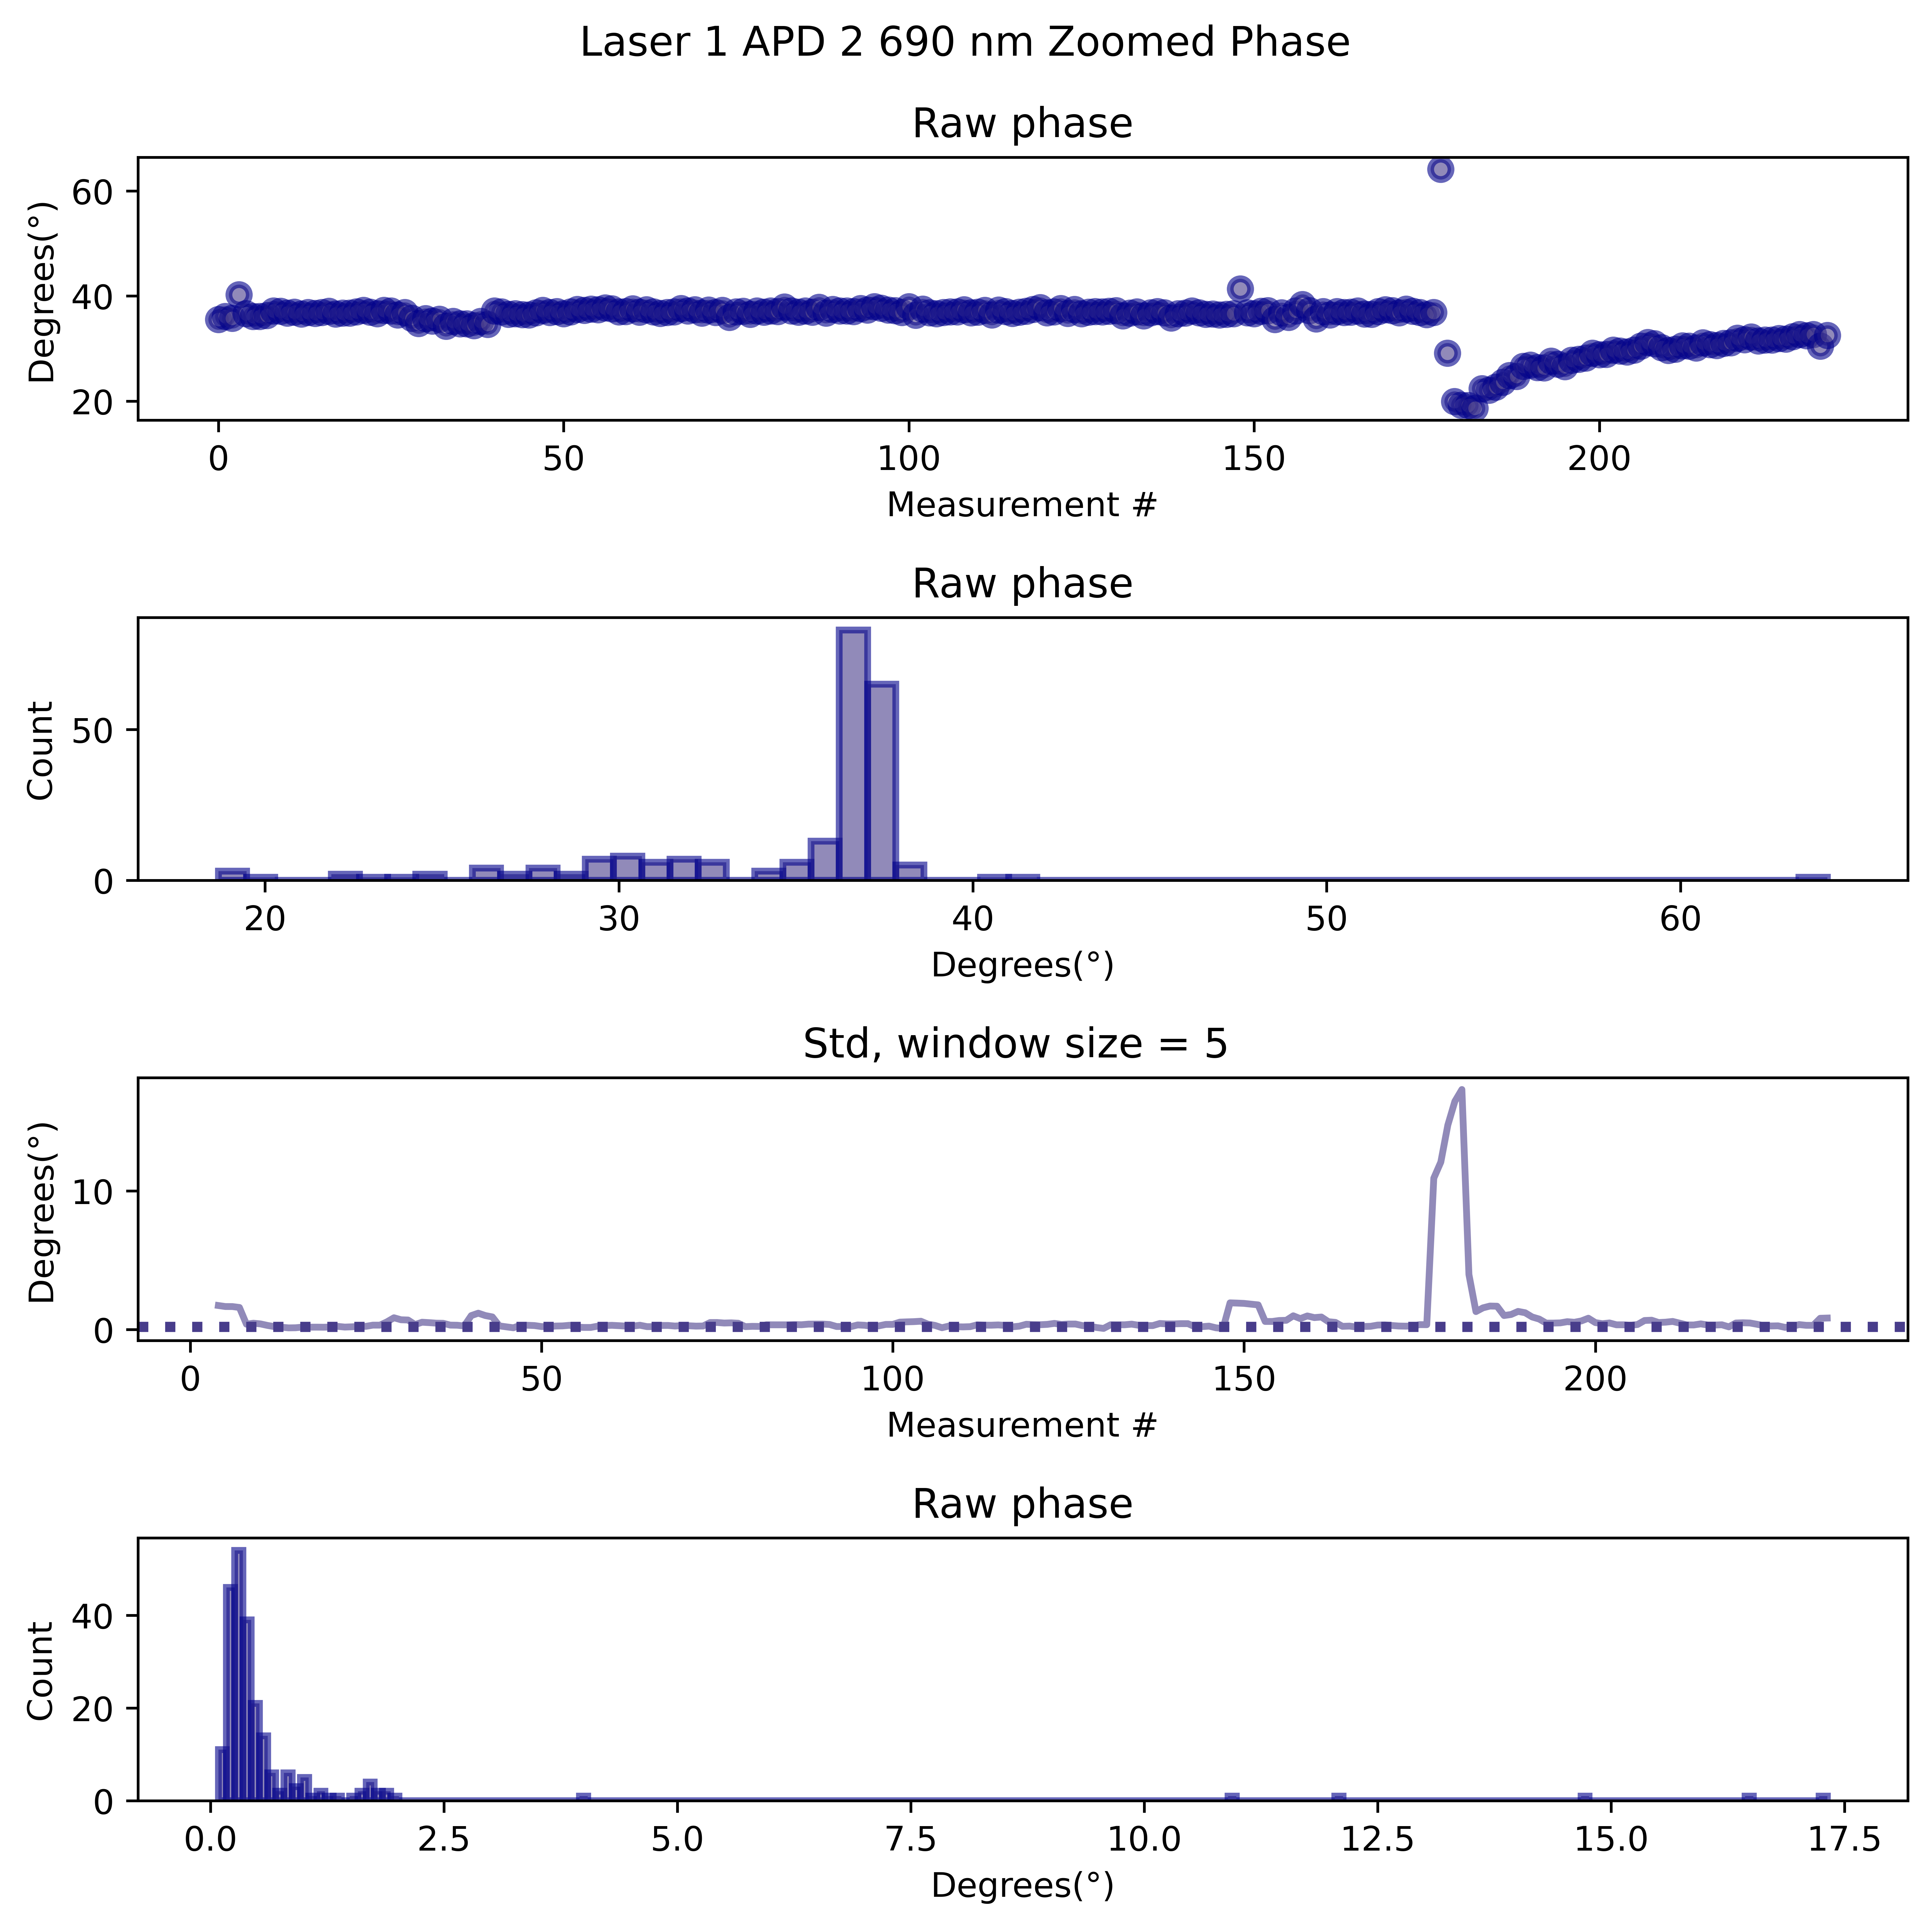 Laser 1 APD 2 690 nm Zoomed Phase
Raw phase
Degrees(°)
60
40
20
0 50 100 150 200
Measurement #
Raw phase
Count
50
0
20 30 40 50 60
Degrees(°)
Std, window size = 5
Degrees(°)
10
0
0 50 100 150 200
Measurement #
Raw phase
Count
40
20
0
0.0 2.5 5.0 7.5 10.0 12.5 15.0 17.5
Degrees(°)